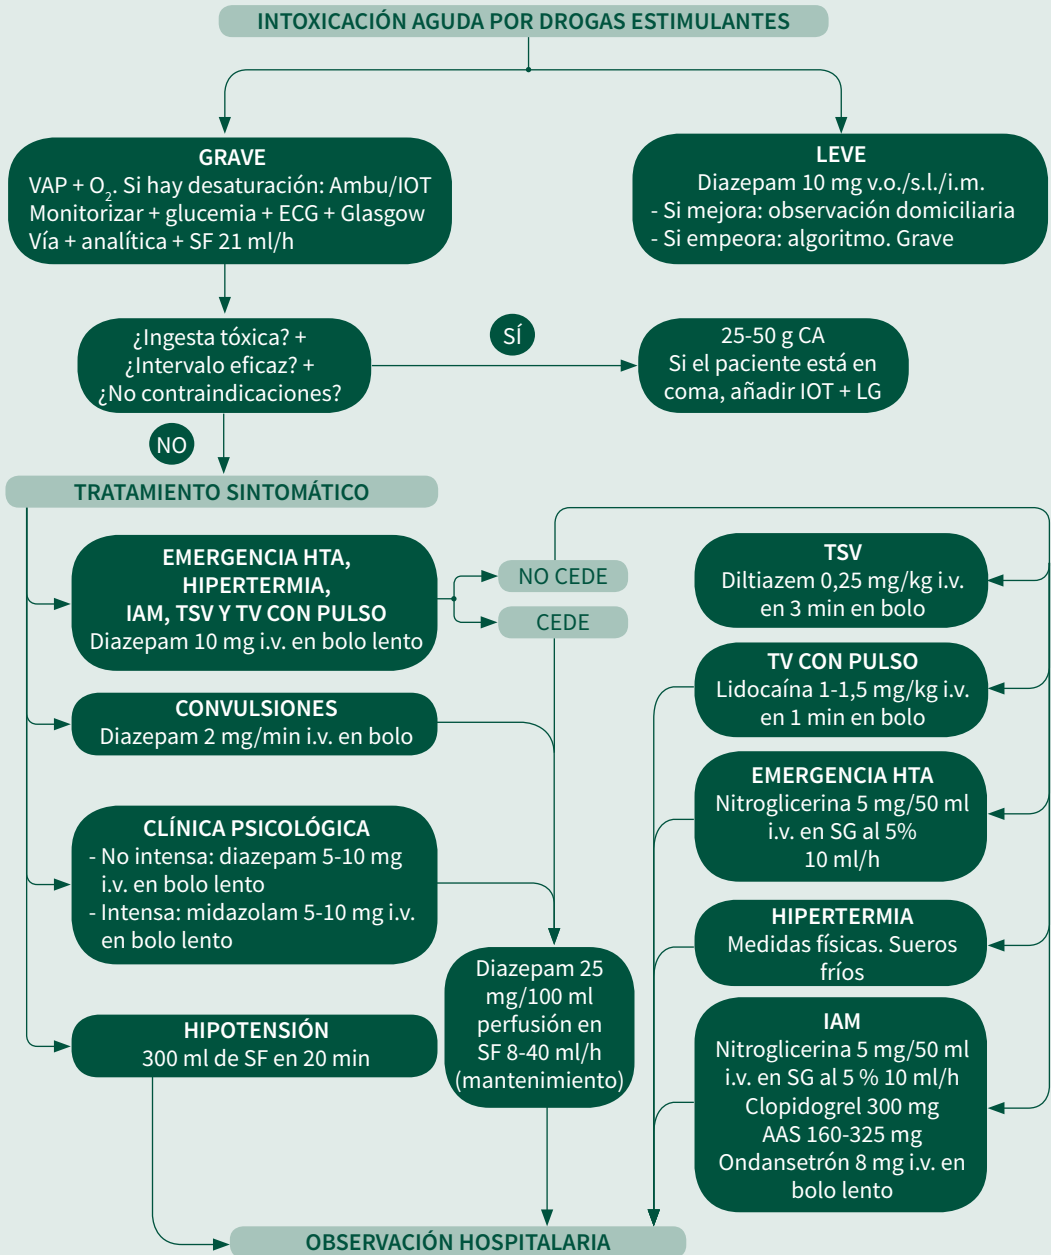 INTOXICACIÓN AGUDA POR DROGAS ESTIMULANTES
GRAVE
VAP + O₂. Si hay desaturación: Ambu/IOT
Monitorizar + glucemia + ECG + Glasgow
Vía + analítica + SF 21 ml/h
LEVE
Diazepam 10 mg v.o./s.l./i.m.
- Si mejora: observación domiciliaria
- Si empeora: algoritmo. Grave
¿Ingesta tóxica? +
¿Intervalo eficaz? +
¿No contraindicaciones?
SÍ
25-50 g CA
Si el paciente está en
coma, añadir IOT + LG
NO
TRATAMIENTO SINTOMÁTICO
EMERGENCIA HTA,
HIPERTERMIA,
IAM, TSV Y TV CON PULSO
Diazepam 10 mg i.v. en bolo lento
NO CEDE
CEDE
CONVULSIONES
Diazepam 2 mg/min i.v. en bolo
CLÍNICA PSICOLÓGICA
- No intensa: diazepam 5-10 mg
i.v. en bolo lento
- Intensa: midazolam 5-10 mg i.v.
en bolo lento
HIPOTENSIÓN
300 ml de SF en 20 min
Diazepam 25
mg/100 ml
perfusión en
SF 8-40 ml/h
(mantenimiento)
TSV
Diltiazem 0,25 mg/kg i.v.
en 3 min en bolo
TV CON PULSO
Lidocaína 1-1,5 mg/kg i.v.
en 1 min en bolo
EMERGENCIA HTA
Nitroglicerina 5 mg/50 ml
i.v. en SG al 5%
10 ml/h
HIPERTERMIA
Medidas físicas. Sueros
fríos
IAM
Nitroglicerina 5 mg/50 ml
i.v. en SG al 5 % 10 ml/h
Clopidogrel 300 mg
AAS 160-325 mg
Ondansetrón 8 mg i.v. en
bolo lento
OBSERVACIÓN HOSPITALARIA